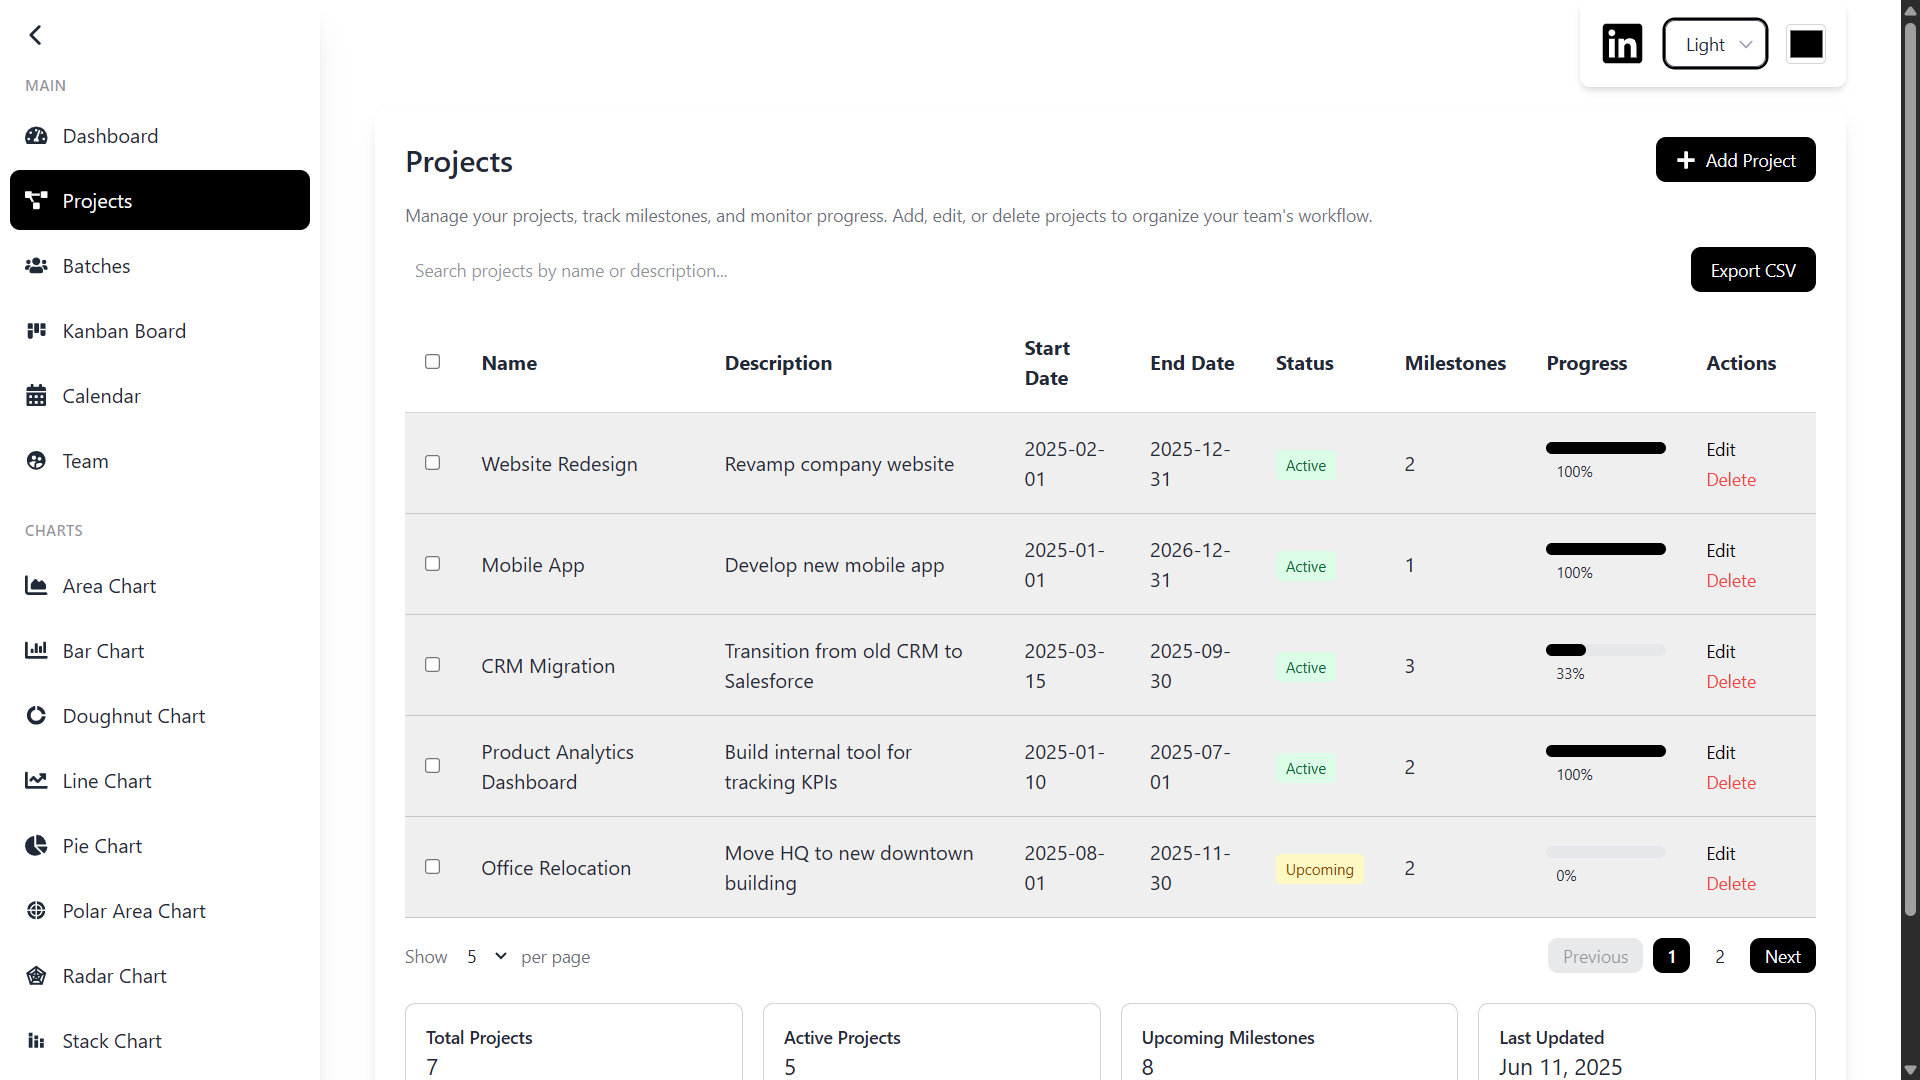 MAIN
Dashboard
Projects
Batches
Kanban Board
Calendar
Team
CHARTS
Area Chart
Bar Chart
Doughnut Chart
Line Chart
Pie Chart
Polar Area Chart
Radar Chart
Stack Chart
in
Light
Projects
Add Project
Manage your projects, track milestones, and monitor progress. Add, edit, or delete projects to organize your team's workflow.
Search projects by name or description...
Export CSV
Name Description Start Date End Date Status Milestones Progress Actions
Website Redesign Revamp company website 2025-02-01 2025-12-31 Active 2 100% Edit Delete
Mobile App Develop new mobile app 2025-01-01 2026-12-31 Active 1 100% Edit Delete
CRM Migration Transition from old CRM to Salesforce 2025-03-15 2025-09-30 Active 3 33% Edit Delete
Product Analytics Dashboard Build internal tool for tracking KPIs 2025-01-10 2025-07-01 Active 2 100% Edit Delete
Office Relocation Move HQ to new downtown building 2025-08-01 2025-11-30 Upcoming 2 0% Edit Delete
Show 5 per page
Previous 1 2 Next
Total Projects
7
Active Projects
5
Upcoming Milestones
8
Last Updated
Jun 11, 2025